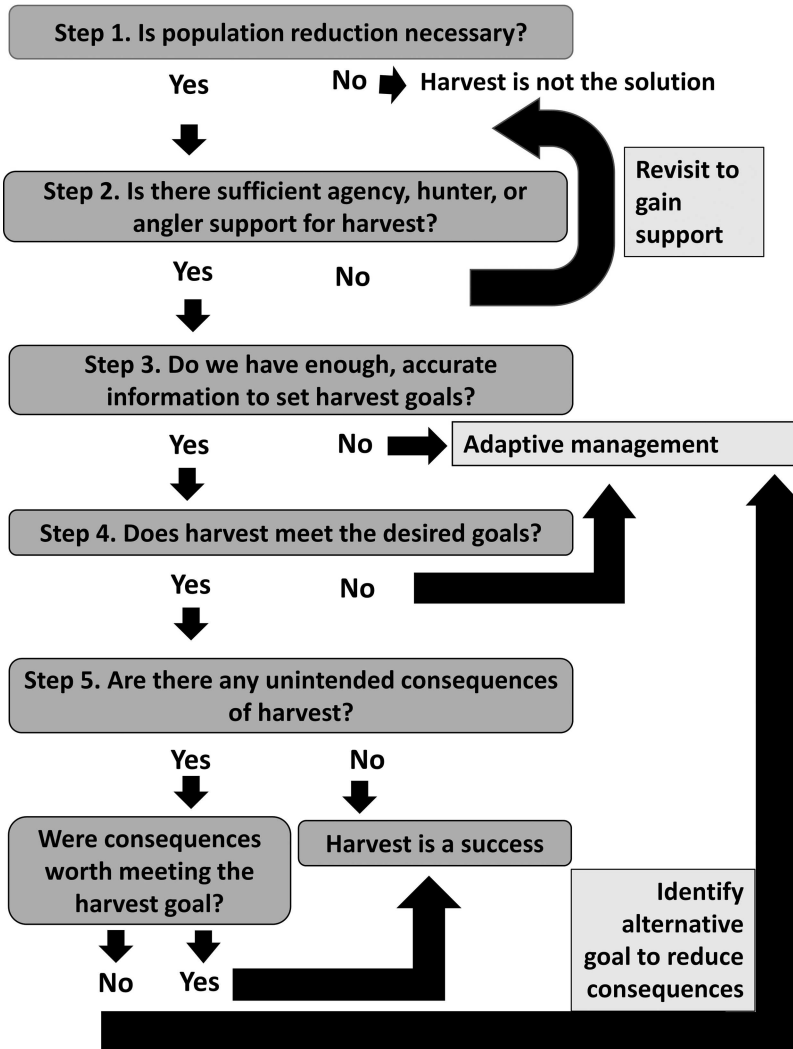 Step 1. Is population reduction necessary?
Yes
No
Harvest is not the solution
Revisit to
gain
support
Step 2. Is there sufficient agency, hunter, or
angler support for harvest?
Yes
No
Step 3. Do we have enough, accurate
information to set harvest goals?
Yes
No
Adaptive management
Step 4. Does harvest meet the desired goals?
Yes
No
Step 5. Are there any unintended consequences
of harvest?
Yes
No
Were consequences
worth meeting the
harvest goal?
Harvest is a success
No
Yes
Identify
alternative
goal to reduce
consequences